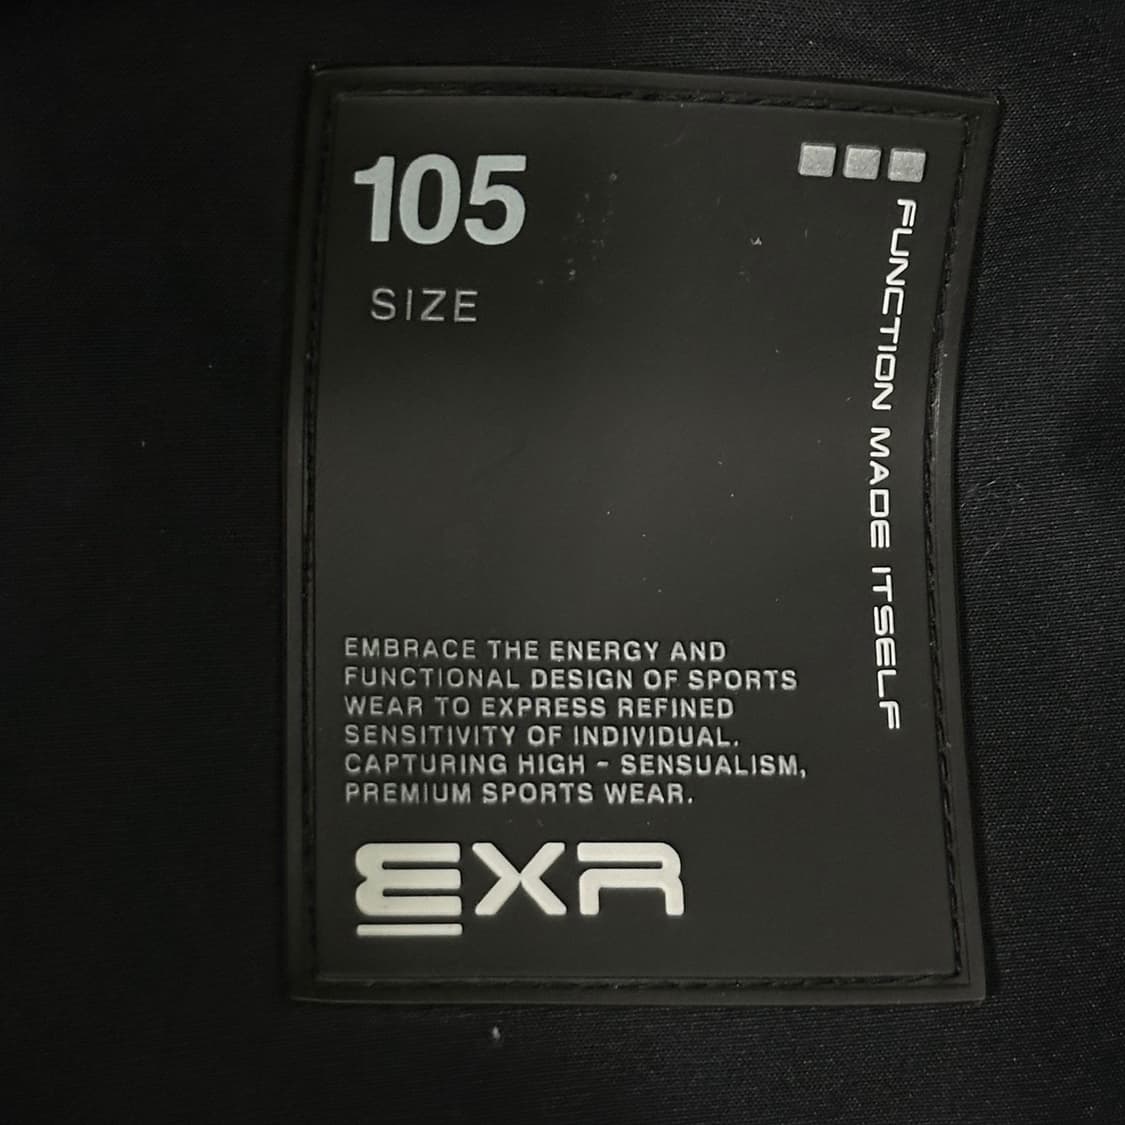 105
SIZE
FUNCTION MADE ITSELF
EMBRACE THE ENERGY AND
FUNCTIONAL DESIGN OF SPORTS
WEAR TO EXPRESS REFINED
SENSITIVITY OF INDIVIDUAL.
CAPTURING HIGH - SENSUALISM,
PREMIUM SPORTS WEAR.
EXR